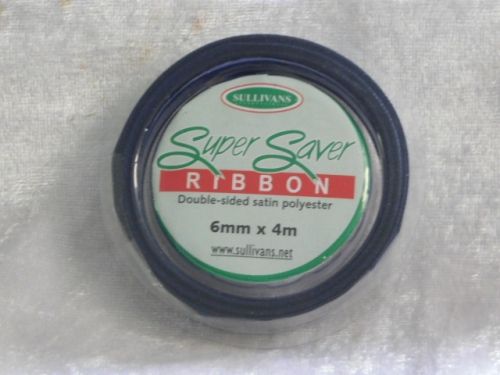 SULLIVANS
Super Saver
RIBBON
Double-sided satin polyester
6mm x 4m
www.sullivans.net